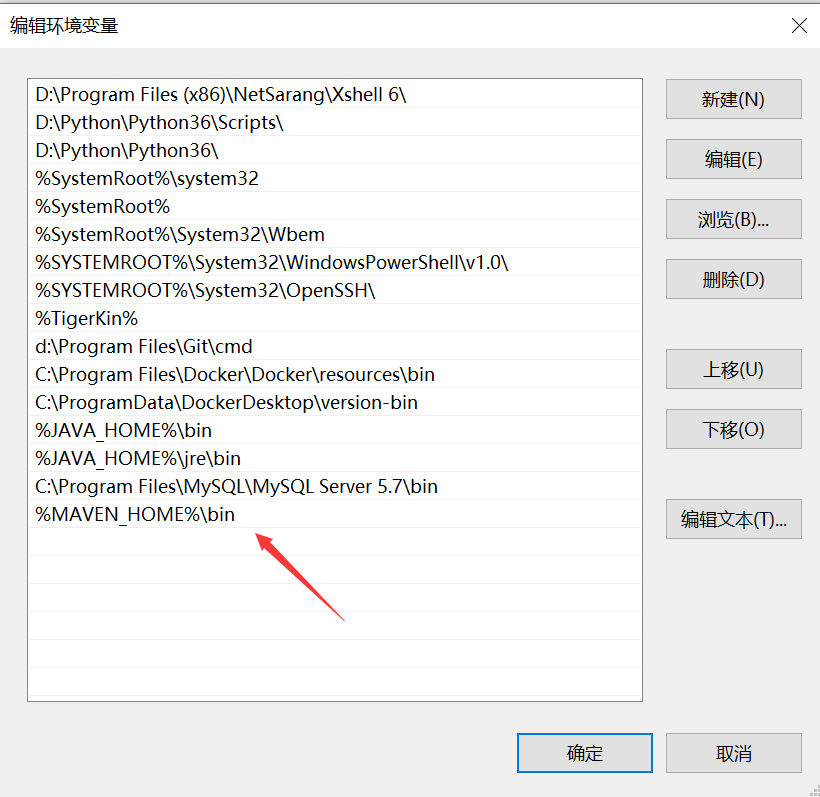 编辑环境变量
D:\Program Files (x86)\NetSarang\Xshell 6\
D:\Python\Python36\Scripts\
D:\Python\Python36\
%SystemRoot%\system32
%SystemRoot%
%SystemRoot%\System32\Wbem
%SYSTEMROOT%\System32\WindowsPowerShell\v1.0\
%SYSTEMROOT%\System32\OpenSSH\
%TigerKin%
d:\Program Files\Git\cmd
C:\Program Files\Docker\Docker\resources\bin
C:\ProgramData\DockerDesktop\version-bin
%JAVA_HOME%\bin
%JAVA_HOME%\jre\bin
C:\Program Files\MySQL\MySQL Server 5.7\bin
%MAVEN_HOME%\bin
新建(N)
编辑(E)
浏览(B)...
删除(D)
上移(U)
下移(O)
编辑文本(T)...
确定
取消